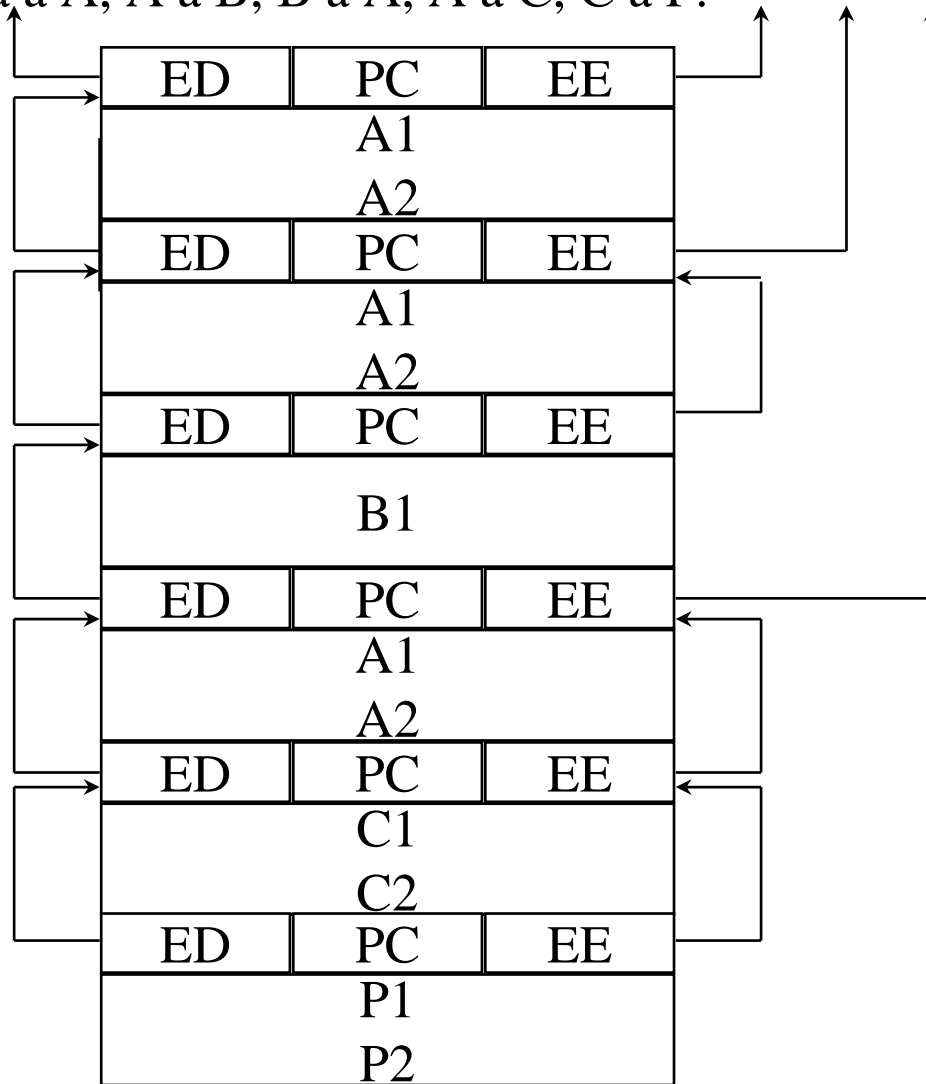 a A, A a B, B a A, A a C, C a P:
ED PC EE
A1
A2
ED PC EE
A1
A2
ED PC EE
B1
ED PC EE
A1
A2
ED PC EE
C1
C2
ED PC EE
P1
P2